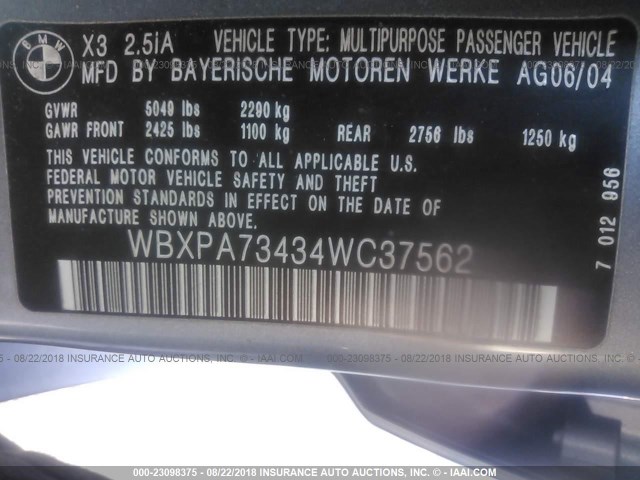 BMW X3 2.5iA VEHICLE TYPE: MULTIPURPOSE PASSENGER VEHICLE
MFD BY BAYERISCHE MOTOREN WERKE AG06/04
GVWR 5049 lbs 2290 kg
GAWR FRONT 2425 lbs 1100 kg REAR 2756 lbs 1250 kg
THIS VEHICLE CONFORMS TO ALL APPLICABLE U.S.
FEDERAL MOTOR VEHICLE SAFETY AND THEFT
PREVENTION STANDARDS IN EFFECT ON THE DATE OF
MANUFACTURE SHOWN ABOVE.
WBXPA73434WC37562
7 012 956
000-23098375 - 08/22/2018 INSURANCE AUTO AUCTIONS, INC. - IAAI.COM